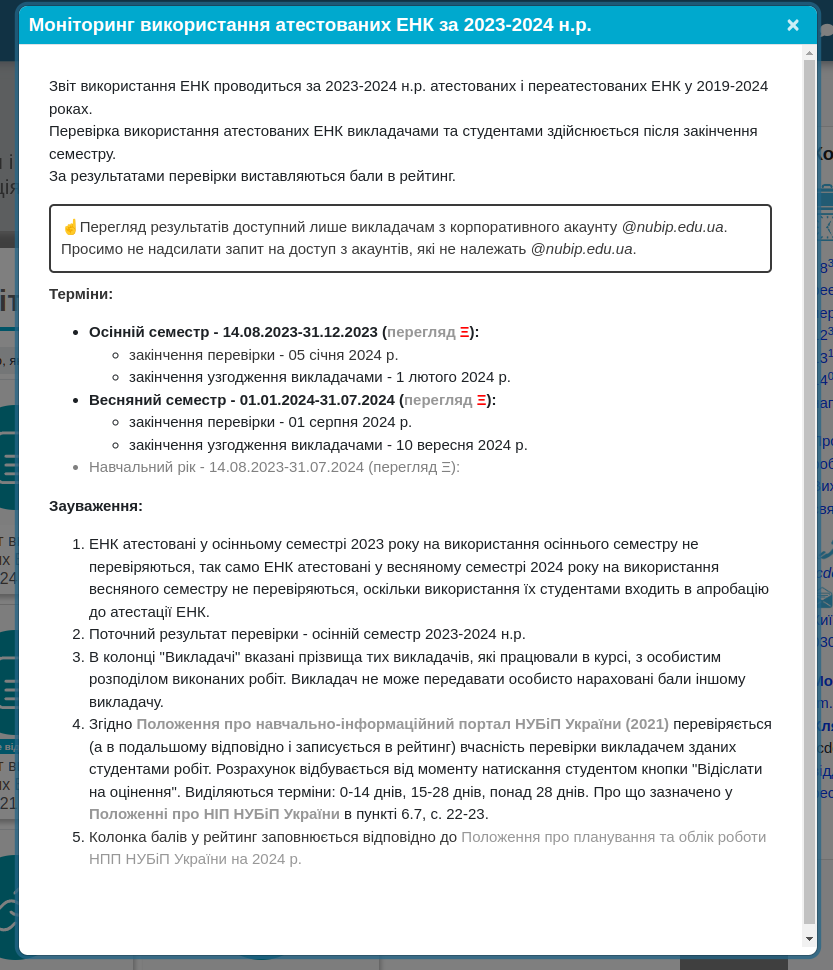 Моніторинг використання атестованих ЕНК за 2023-2024 н.р.
×
Звіт використання ЕНК проводиться за 2023-2024 н.р. атестованих і переатестованих ЕНК у 2019-2024
роках.
Перевірка використання атестованих ЕНК викладачами та студентами здійснюється після закінчення
семестру.
За результатами перевірки виставляються бали в рейтинг.
☝Перегляд результатів доступний лише викладачам з корпоративного акаунту @nubip.edu.ua.
Просимо не надсилати запит на доступ з акаунтів, які не належать @nubip.edu.ua.
Терміни:
• Осінній семестр - 14.08.2023-31.12.2023 (перегляд Ξ):
◦ закінчення перевірки - 05 січня 2024 р.
◦ закінчення узгодження викладачами - 1 лютого 2024 р.
• Весняний семестр - 01.01.2024-31.07.2024 (перегляд Ξ):
◦ закінчення перевірки - 01 серпня 2024 р.
◦ закінчення узгодження викладачами - 10 вересня 2024 р.
• Навчальний рік - 14.08.2023-31.07.2024 (перегляд Ξ):
Зауваження:
1. ЕНК атестовані у осінньому семестрі 2023 року на використання осіннього семестру не
перевіряються, так само ЕНК атестовані у весняному семестрі 2024 року на використання
весняного семестру не перевіряються, оскільки використання їх студентами входить в апробацію
до атестації ЕНК.
2. Поточний результат перевірки - осінній семестр 2023-2024 н.р.
3. В колонці "Викладачі" вказані прізвища тих викладачів, які працювали в курсі, з особистим
розподілом виконаних робіт. Викладач не може передавати особисто нараховані бали іншому
викладачу.
4. Згідно Положення про навчально-інформаційний портал НУБіП України (2021) перевіряється
(а в подальшому відповідно і записується в рейтинг) вчасність перевірки викладачем зданих
студентами робіт. Розрахунок відбувається від моменту натискання студентом кнопки "Відіслати
на оцінення". Виділяються терміни: 0-14 днів, 15-28 днів, понад 28 днів. Про що зазначено у
Положенні про НІП НУБіП України в пункті 6.7, с. 22-23.
5. Колонка балів у рейтинг заповнюється відповідно до Положення про планування та облік роботи
НПП НУБіП України на 2024 р.